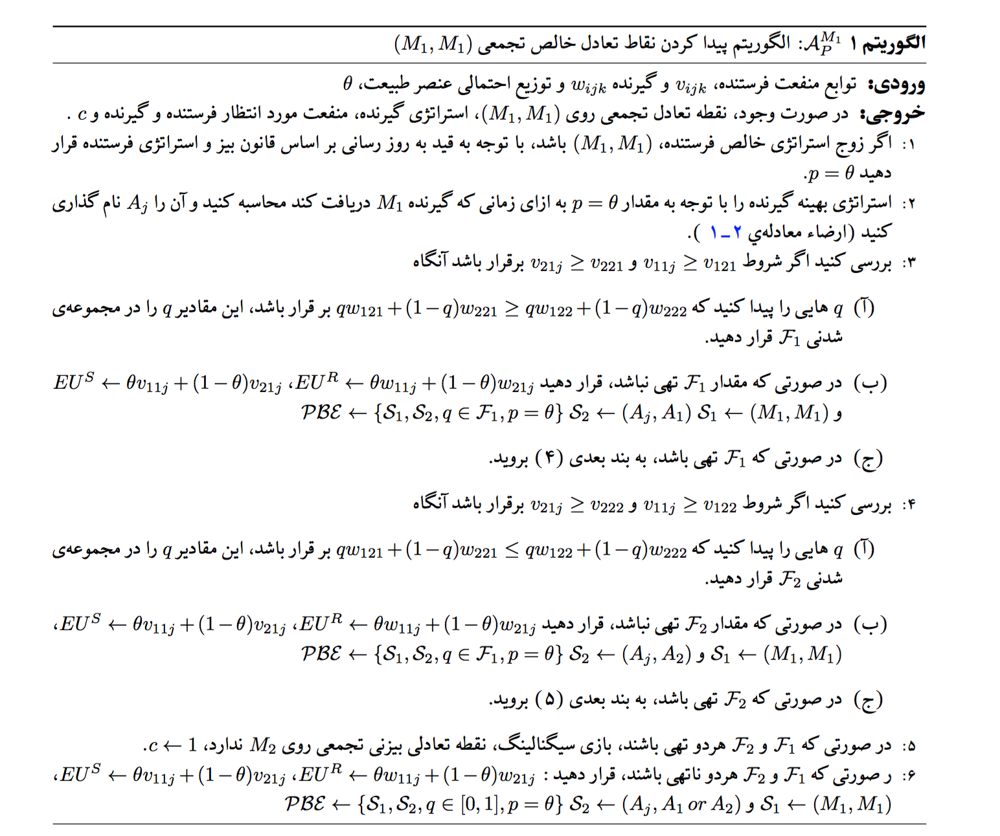 الگوریتم ۱ $\mathcal{A}_P^{M_1}$: الگوریتم پیدا کردن نقاط تعادل خالص تجمعی $(M_1, M_1)$
ورودی: توابع منفعت فرستنده، $v_{ijk}$ و گیرنده $w_{ijk}$ و توزیع احتمالی عنصر طبیعت، $\theta$
خروجی: در صورت وجود، نقطه تعادل تجمعی روی $(M_1, M_1)$، استراتژی گیرنده، منفعت مورد انتظار فرستنده و گیرنده و $c$ .
۱: اگر زوج استراتژی خالص فرستنده، $(M_1, M_1)$ باشد، با توجه به قید به روز رسانی بر اساس قانون بیز و استراتژی فرستنده قرار
دهید $p = \theta$.
۲: استراتژی بهینه گیرنده را با توجه به مقدار $p = \theta$ به ازای زمانی که گیرنده $M_1$ دریافت کند محاسبه کنید و آن را $A_j$ نام گذاری
کنید (ارضاء معادله‌ي ۲-۱ ).
۳: بررسی کنید اگر شروط $v_{11j} \geq v_{121}$ و $v_{21j} \geq v_{221}$ برقرار باشد آنگاه
(آ) $q$ هایی را پیدا کنید که $qw_{121} + (1-q)w_{221} \geq qw_{122} + (1-q)w_{222}$ بر قرار باشد، این مقادیر $q$ را در مجموعه‌ی
شدنی $\mathcal{F}_1$ قرار دهید.
(ب) در صورتی که مقدار $\mathcal{F}_1$ تهی نباشد، قرار دهید $EU^R \leftarrow \theta w_{11j} + (1-\theta)w_{21j}$، $EU^S \leftarrow \theta v_{11j} + (1-\theta)v_{21j}$
و $\mathcal{S}_1 \leftarrow (M_1, M_1)$ $\mathcal{S}_2 \leftarrow (A_j, A_1)$ $\mathcal{PBE} \leftarrow \{\mathcal{S}_1, \mathcal{S}_2, q \in \mathcal{F}_1, p = \theta\}$
(ج) در صورتی که $\mathcal{F}_1$ تهی باشد، به بند بعدی (۴) بروید.
۴: بررسی کنید اگر شروط $v_{11j} \geq v_{122}$ و $v_{21j} \geq v_{222}$ برقرار باشد آنگاه
(آ) $q$ هایی را پیدا کنید که $qw_{121} + (1-q)w_{221} \leq qw_{122} + (1-q)w_{222}$ بر قرار باشد، این مقادیر $q$ را در مجموعه‌ی
شدنی $\mathcal{F}_2$ قرار دهید.
(ب) در صورتی که مقدار $\mathcal{F}_2$ تهی نباشد، قرار دهید $EU^R \leftarrow \theta w_{11j} + (1-\theta)w_{21j}$، $EU^S \leftarrow \theta v_{11j} + (1-\theta)v_{21j}$،
$\mathcal{S}_1 \leftarrow (M_1, M_1)$ و $\mathcal{S}_2 \leftarrow (A_j, A_2)$ $\mathcal{PBE} \leftarrow \{\mathcal{S}_1, \mathcal{S}_2, q \in \mathcal{F}_1, p = \theta\}$
(ج) در صورتی که $\mathcal{F}_2$ تهی باشد، به بند بعدی (۵) بروید.
۵: در صورتی که $\mathcal{F}_1$ و $\mathcal{F}_2$ هردو تهی باشند، بازی سیگنالینگ، نقطه تعادلی بیزنی تجمعی روی $M_2$ ندارد، $c \leftarrow 1$.
۶: ر صورتی که $\mathcal{F}_1$ و $\mathcal{F}_2$ هردو ناتهی باشند، قرار دهید : $EU^R \leftarrow \theta w_{11j} + (1-\theta)w_{21j}$، $EU^S \leftarrow \theta v_{11j} + (1-\theta)v_{21j}$،
$\mathcal{S}_1 \leftarrow (M_1, M_1)$ و $\mathcal{S}_2 \leftarrow (A_j, A_1 \, or \, A_2)$ $\mathcal{PBE} \leftarrow \{\mathcal{S}_1, \mathcal{S}_2, q \in [0, 1], p = \theta\}$